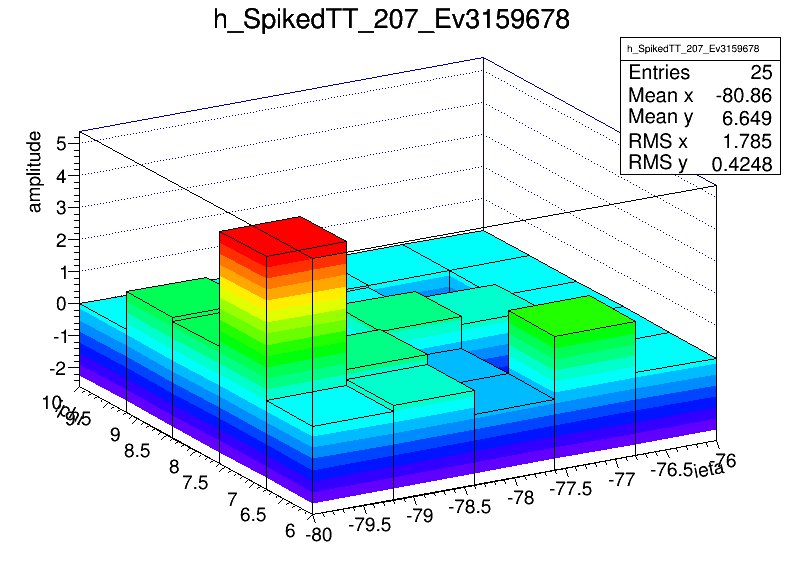 h_SpikedTT_207_Ev3159678
h_SpikedTT_207_Ev3159678
Entries 25
Mean x -80.86
Mean y 6.649
RMS x 1.785
RMS y 0.4248
amplitude
5
4
3
2
1
0
-1
-2
10
9.5
9
8.5
8
7.5
7
6.5
6
iphi
-80
-79.5
-79
-78.5
-78
-77.5
-77
-76.5
-76
ieta